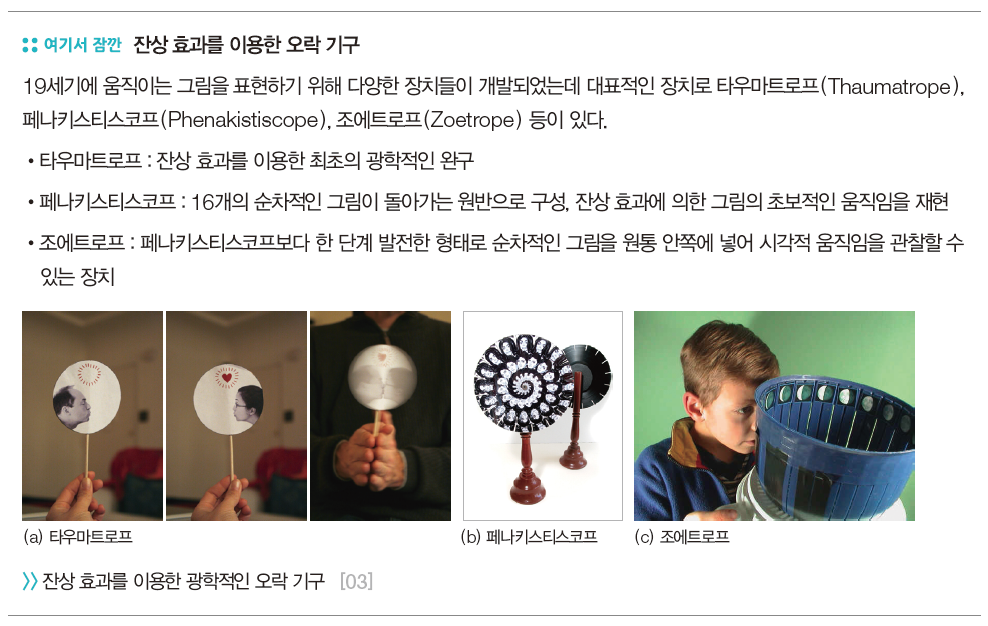 여기서 잠깐 잔상 효과를 이용한 오락 기구
19세기에 움직이는 그림을 표현하기 위해 다양한 장치들이 개발되었는데 대표적인 장치로 타우마트로프(Thaumatrope),
페나키스티스코프(Phenakistiscope), 조에트로프(Zoetrope) 등이 있다.
• 타우마트로프 : 잔상 효과를 이용한 최초의 광학적인 완구
• 페나키스티스코프 : 16개의 순차적인 그림이 돌아가는 원반으로 구성, 잔상 효과에 의한 그림의 초보적인 움직임을 재현
• 조에트로프 : 페나키스티스코프보다 한 단계 발전한 형태로 순차적인 그림을 원통 안쪽에 넣어 시각적 움직임을 관찰할 수
있는 장치
(a) 타우마트로프
(b) 페나키스티스코프
(c) 조에트로프
》 잔상 효과를 이용한 광학적인 오락 기구 [03]